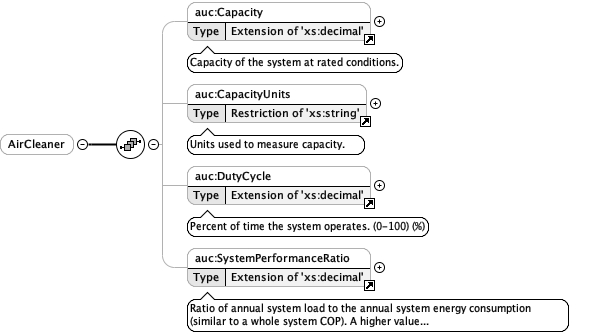 auc:Capacity
Type Extension of 'xs:decimal'
Capacity of the system at rated conditions.
auc:CapacityUnits
Type Restriction of 'xs:string'
Units used to measure capacity.
AirCleaner
auc:DutyCycle
Type Extension of 'xs:decimal'
Percent of time the system operates. (0-100) (%)
auc:SystemPerformanceRatio
Type Extension of 'xs:decimal'
Ratio of annual system load to the annual system energy consumption
(similar to a whole system COP). A higher value...